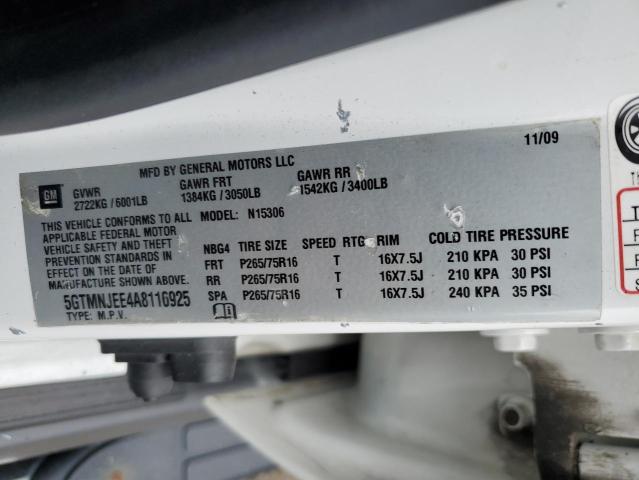 MFD BY GENERAL MOTORS LLC 11/09
GM
GVWR GAWR FRT GAWR RR
2722KG / 6001LB 1384KG / 3050LB 1542KG / 3400LB
THIS VEHICLE CONFORMS TO ALL MODEL: N15306
APPLICABLE FEDERAL MOTOR
VEHICLE SAFETY AND THEFT
PREVENTION STANDARDS IN
EFFECT ON THE DATE OF
MANUFACTURE SHOWN ABOVE.
5GTMNJEE4A8116925
TYPE: M.P.V.
NBG4 TIRE SIZE SPEED RTG RIM COLD TIRE PRESSURE
FRT P265/75R16 T 16X7.5J 210 KPA 30 PSI
RR P265/75R16 T 16X7.5J 210 KPA 30 PSI
SPA P265/75R16 T 16X7.5J 240 KPA 35 PSI